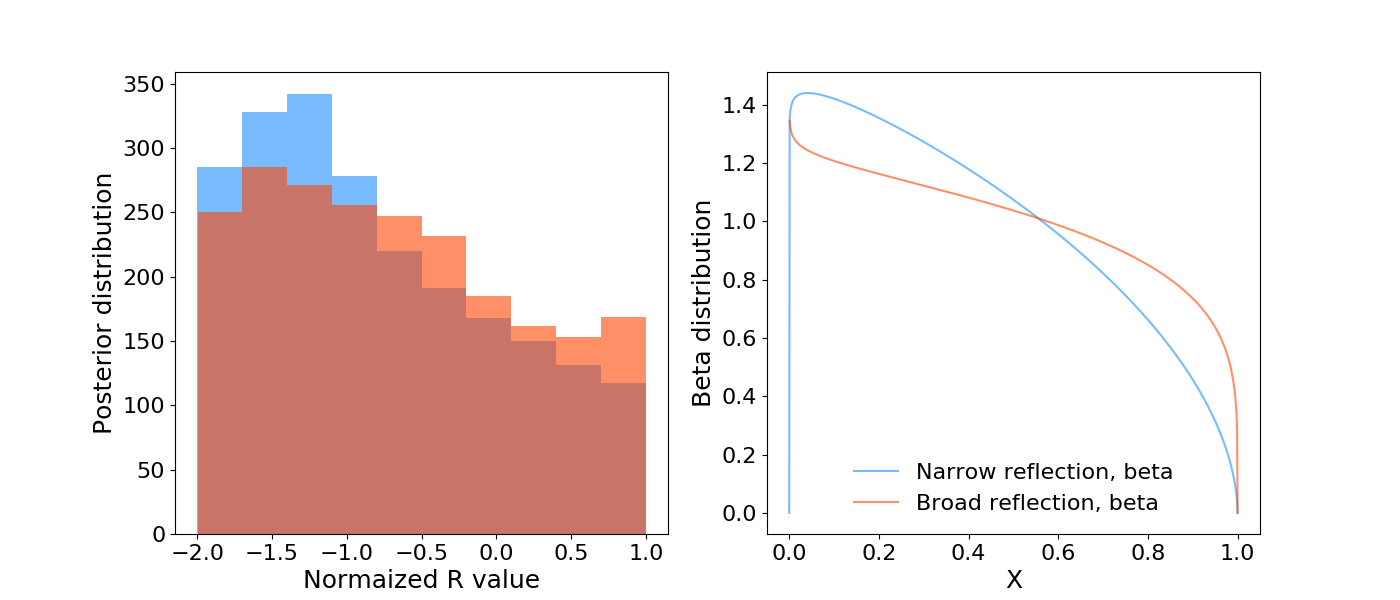 Posterior distribution
350
300
250
200
150
100
50
0
−2.0 −1.5 −1.0 −0.5 0.0 0.5 1.0
Normaized R value
Beta distribution
1.4
1.2
1.0
0.8
0.6
0.4
0.2
0.0
Narrow reflection, beta
Broad reflection, beta
0.0 0.2 0.4 0.6 0.8 1.0
X